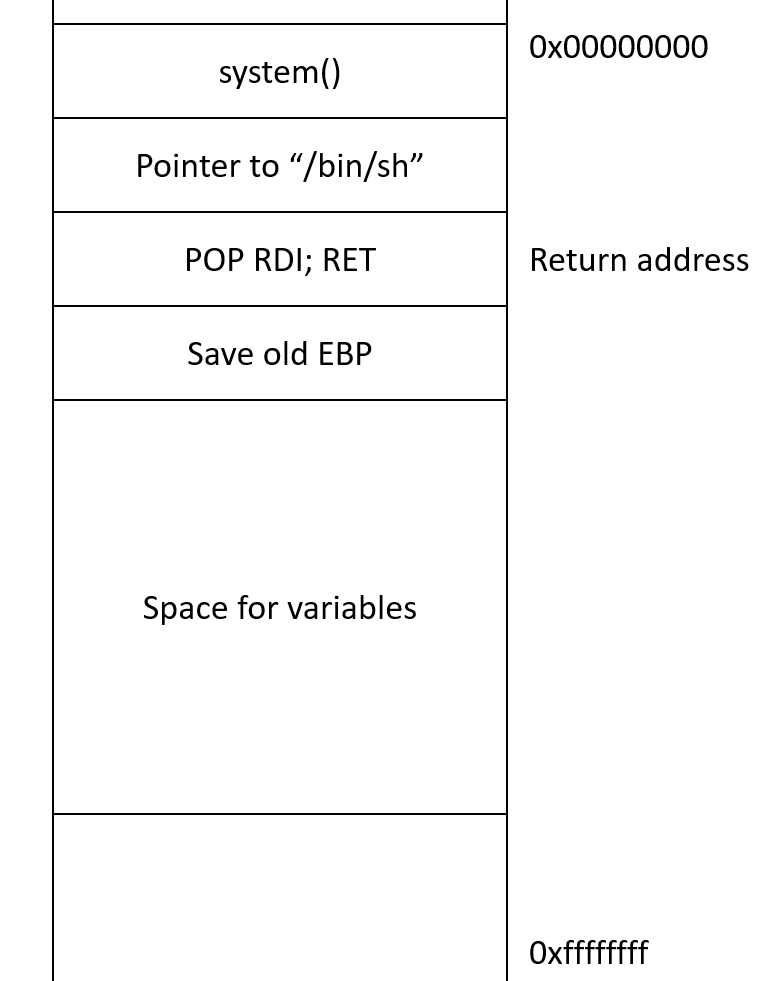 0x00000000
system()
Pointer to “/bin/sh”
POP RDI; RET
Return address
Save old EBP
Space for variables
0xffffffff